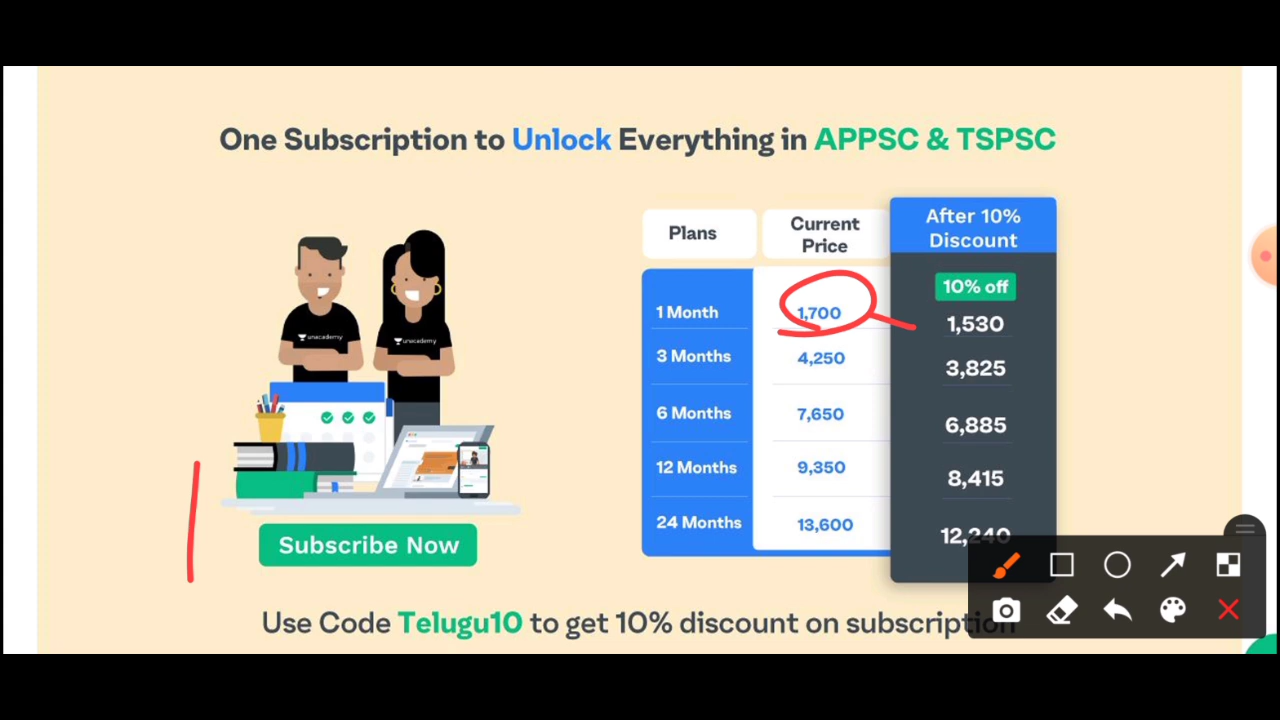 One Subscription to Unlock Everything in APPSC & TSPSC
Plans
Current
Price
After 10%
Discount
10% off
1 Month 1,700 1,530
3 Months 4,250 3,825
6 Months 7,650 6,885
12 Months 9,350 8,415
24 Months 13,600 12,240
unacademy
unacademy
Subscribe Now
Use Code Telugu10 to get 10% discount on subscription